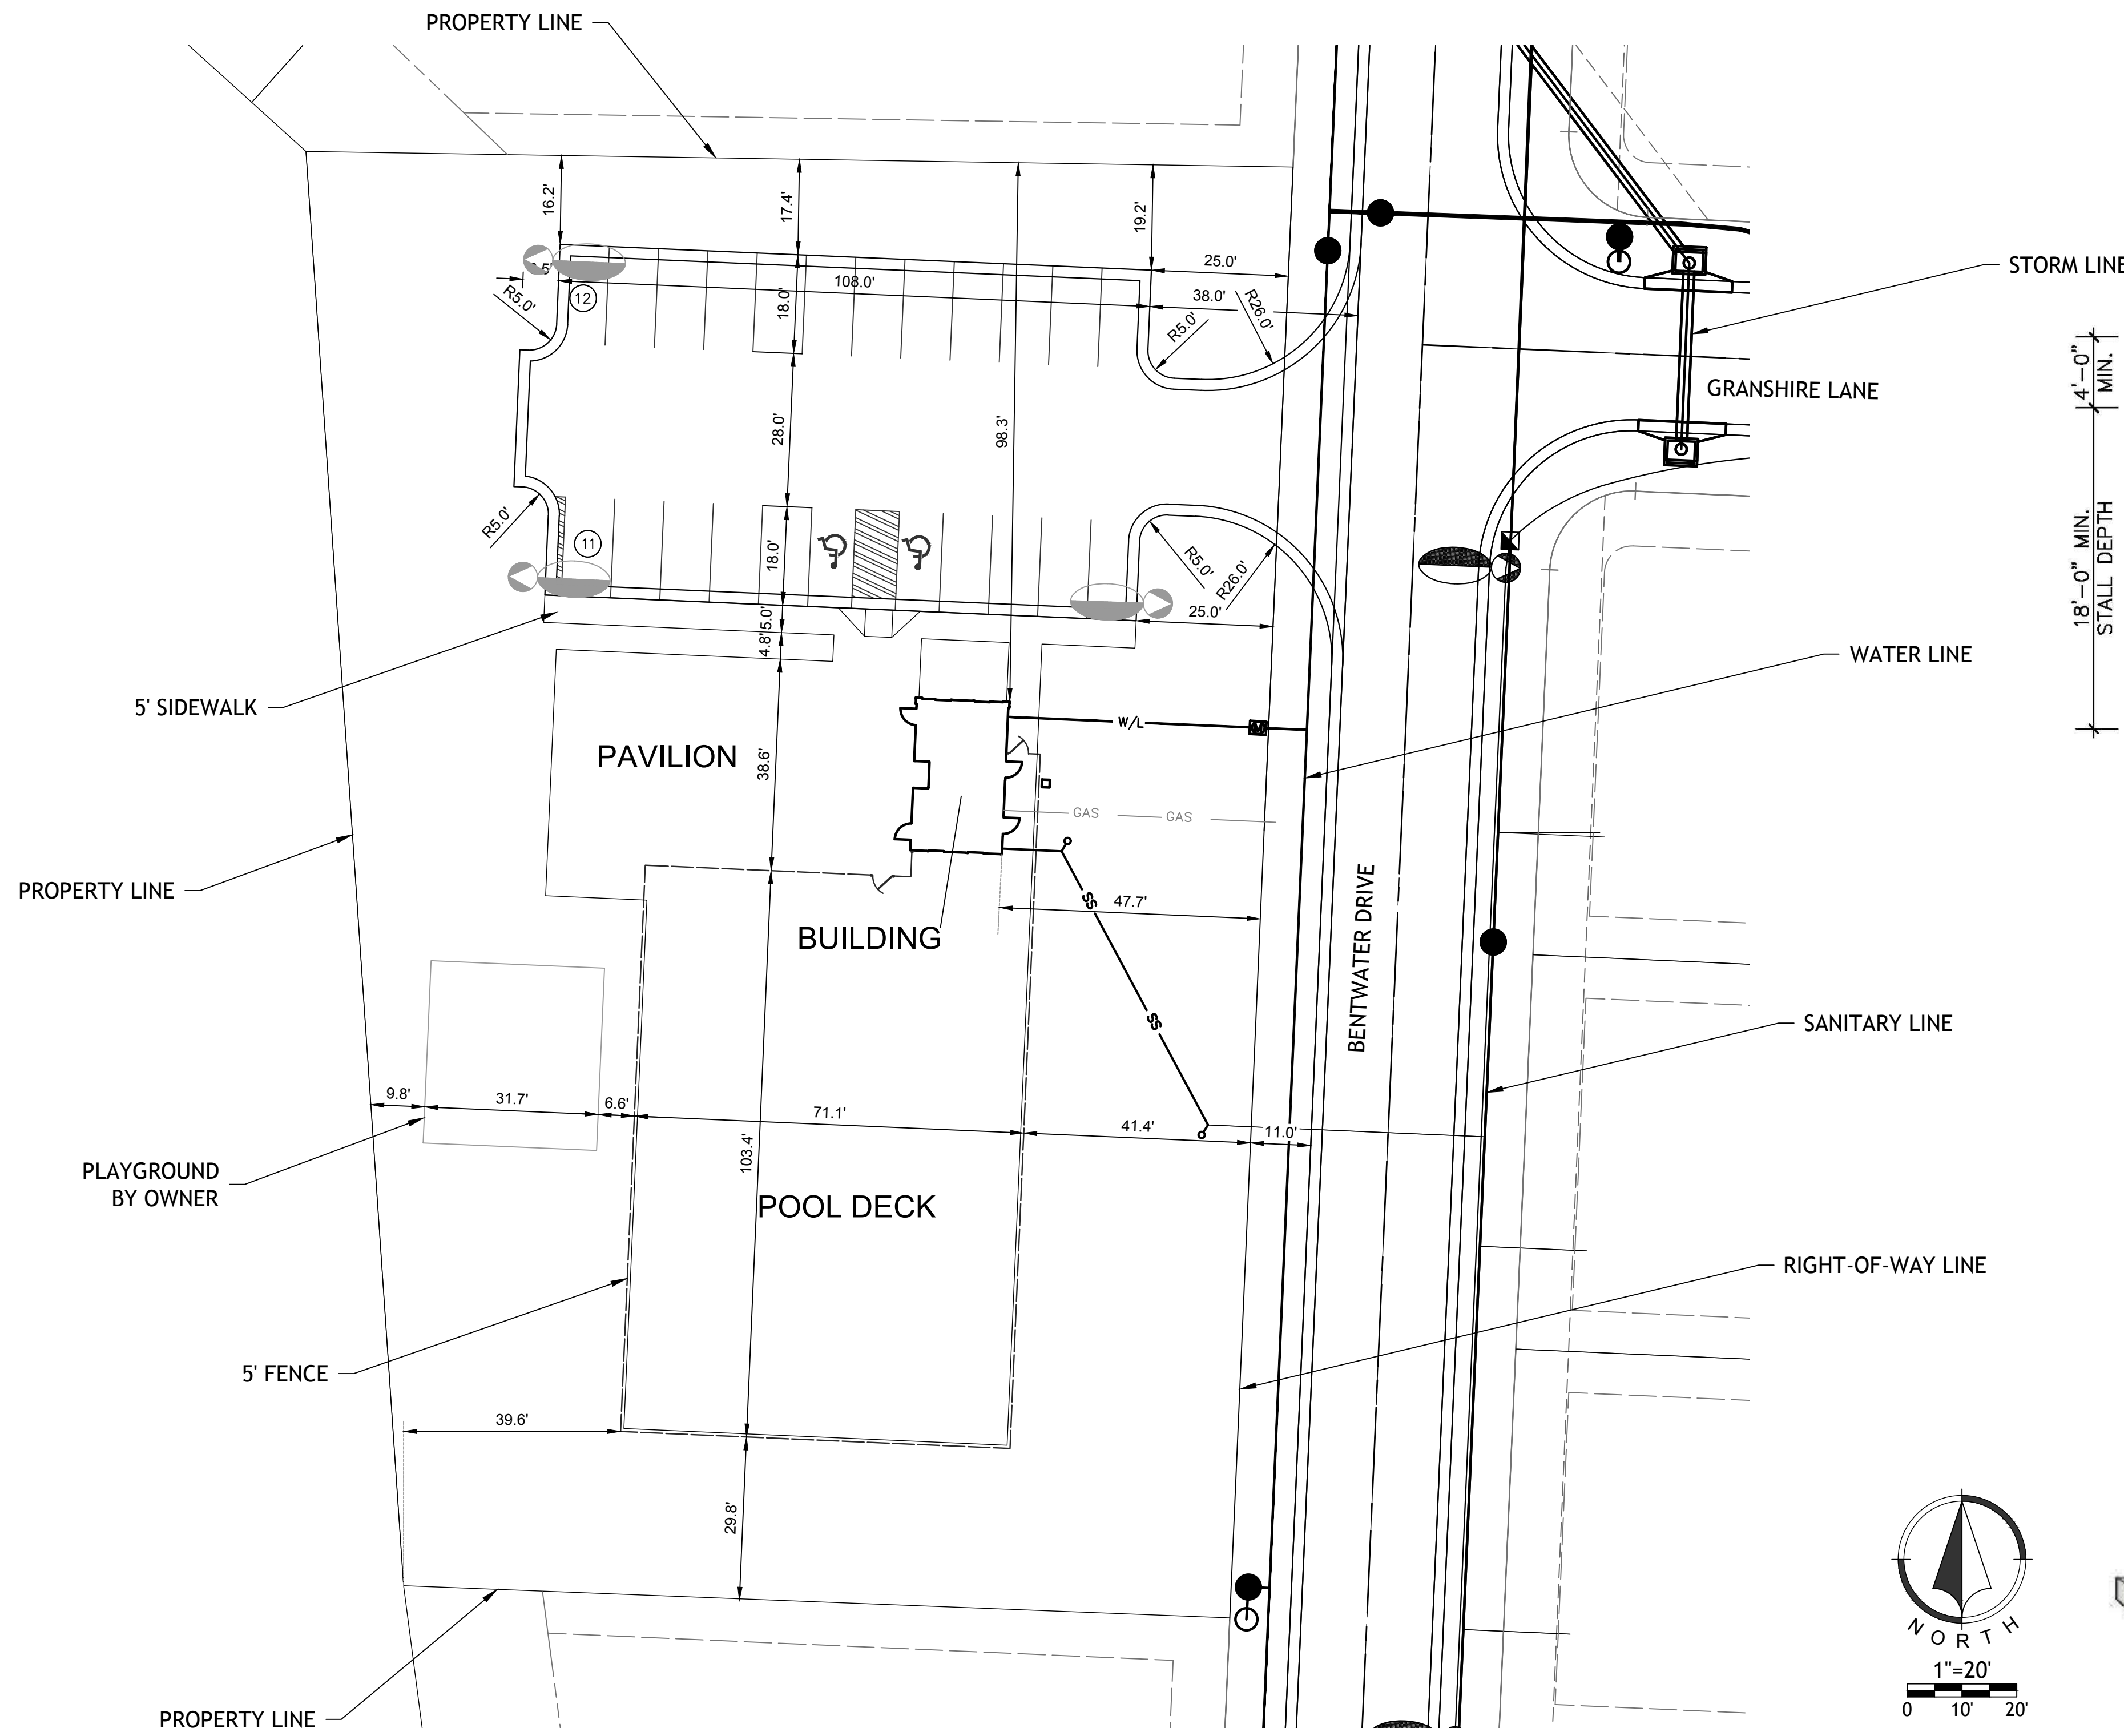 PROPERTY LINE
16.2'
17.4'
19.2'
25.0'
STORM LINE
108.0'
18.0'
38.0'
R26.0'
R5.0'
R5.0'
12
98.3'
28.0'
GRANSHIRE LANE
4'-0"
MIN.
18'-0" MIN.
STALL DEPTH
R5.0'
11
18.0'
R5.0'
R26.0'
25.0'
5.0'
4.8'
WATER LINE
5' SIDEWALK
W/L
M
PAVILION
38.6'
GAS
GAS
PROPERTY LINE
SS
47.7'
BUILDING
BENTWATER DRIVE
SS
SANITARY LINE
9.8'
31.7'
6.6'
71.1'
41.4'
11.0'
103.4'
PLAYGROUND
BY OWNER
POOL DECK
RIGHT-OF-WAY LINE
5' FENCE
39.6'
29.8'
NORTH
1"=20'
0 10' 20'
PROPERTY LINE